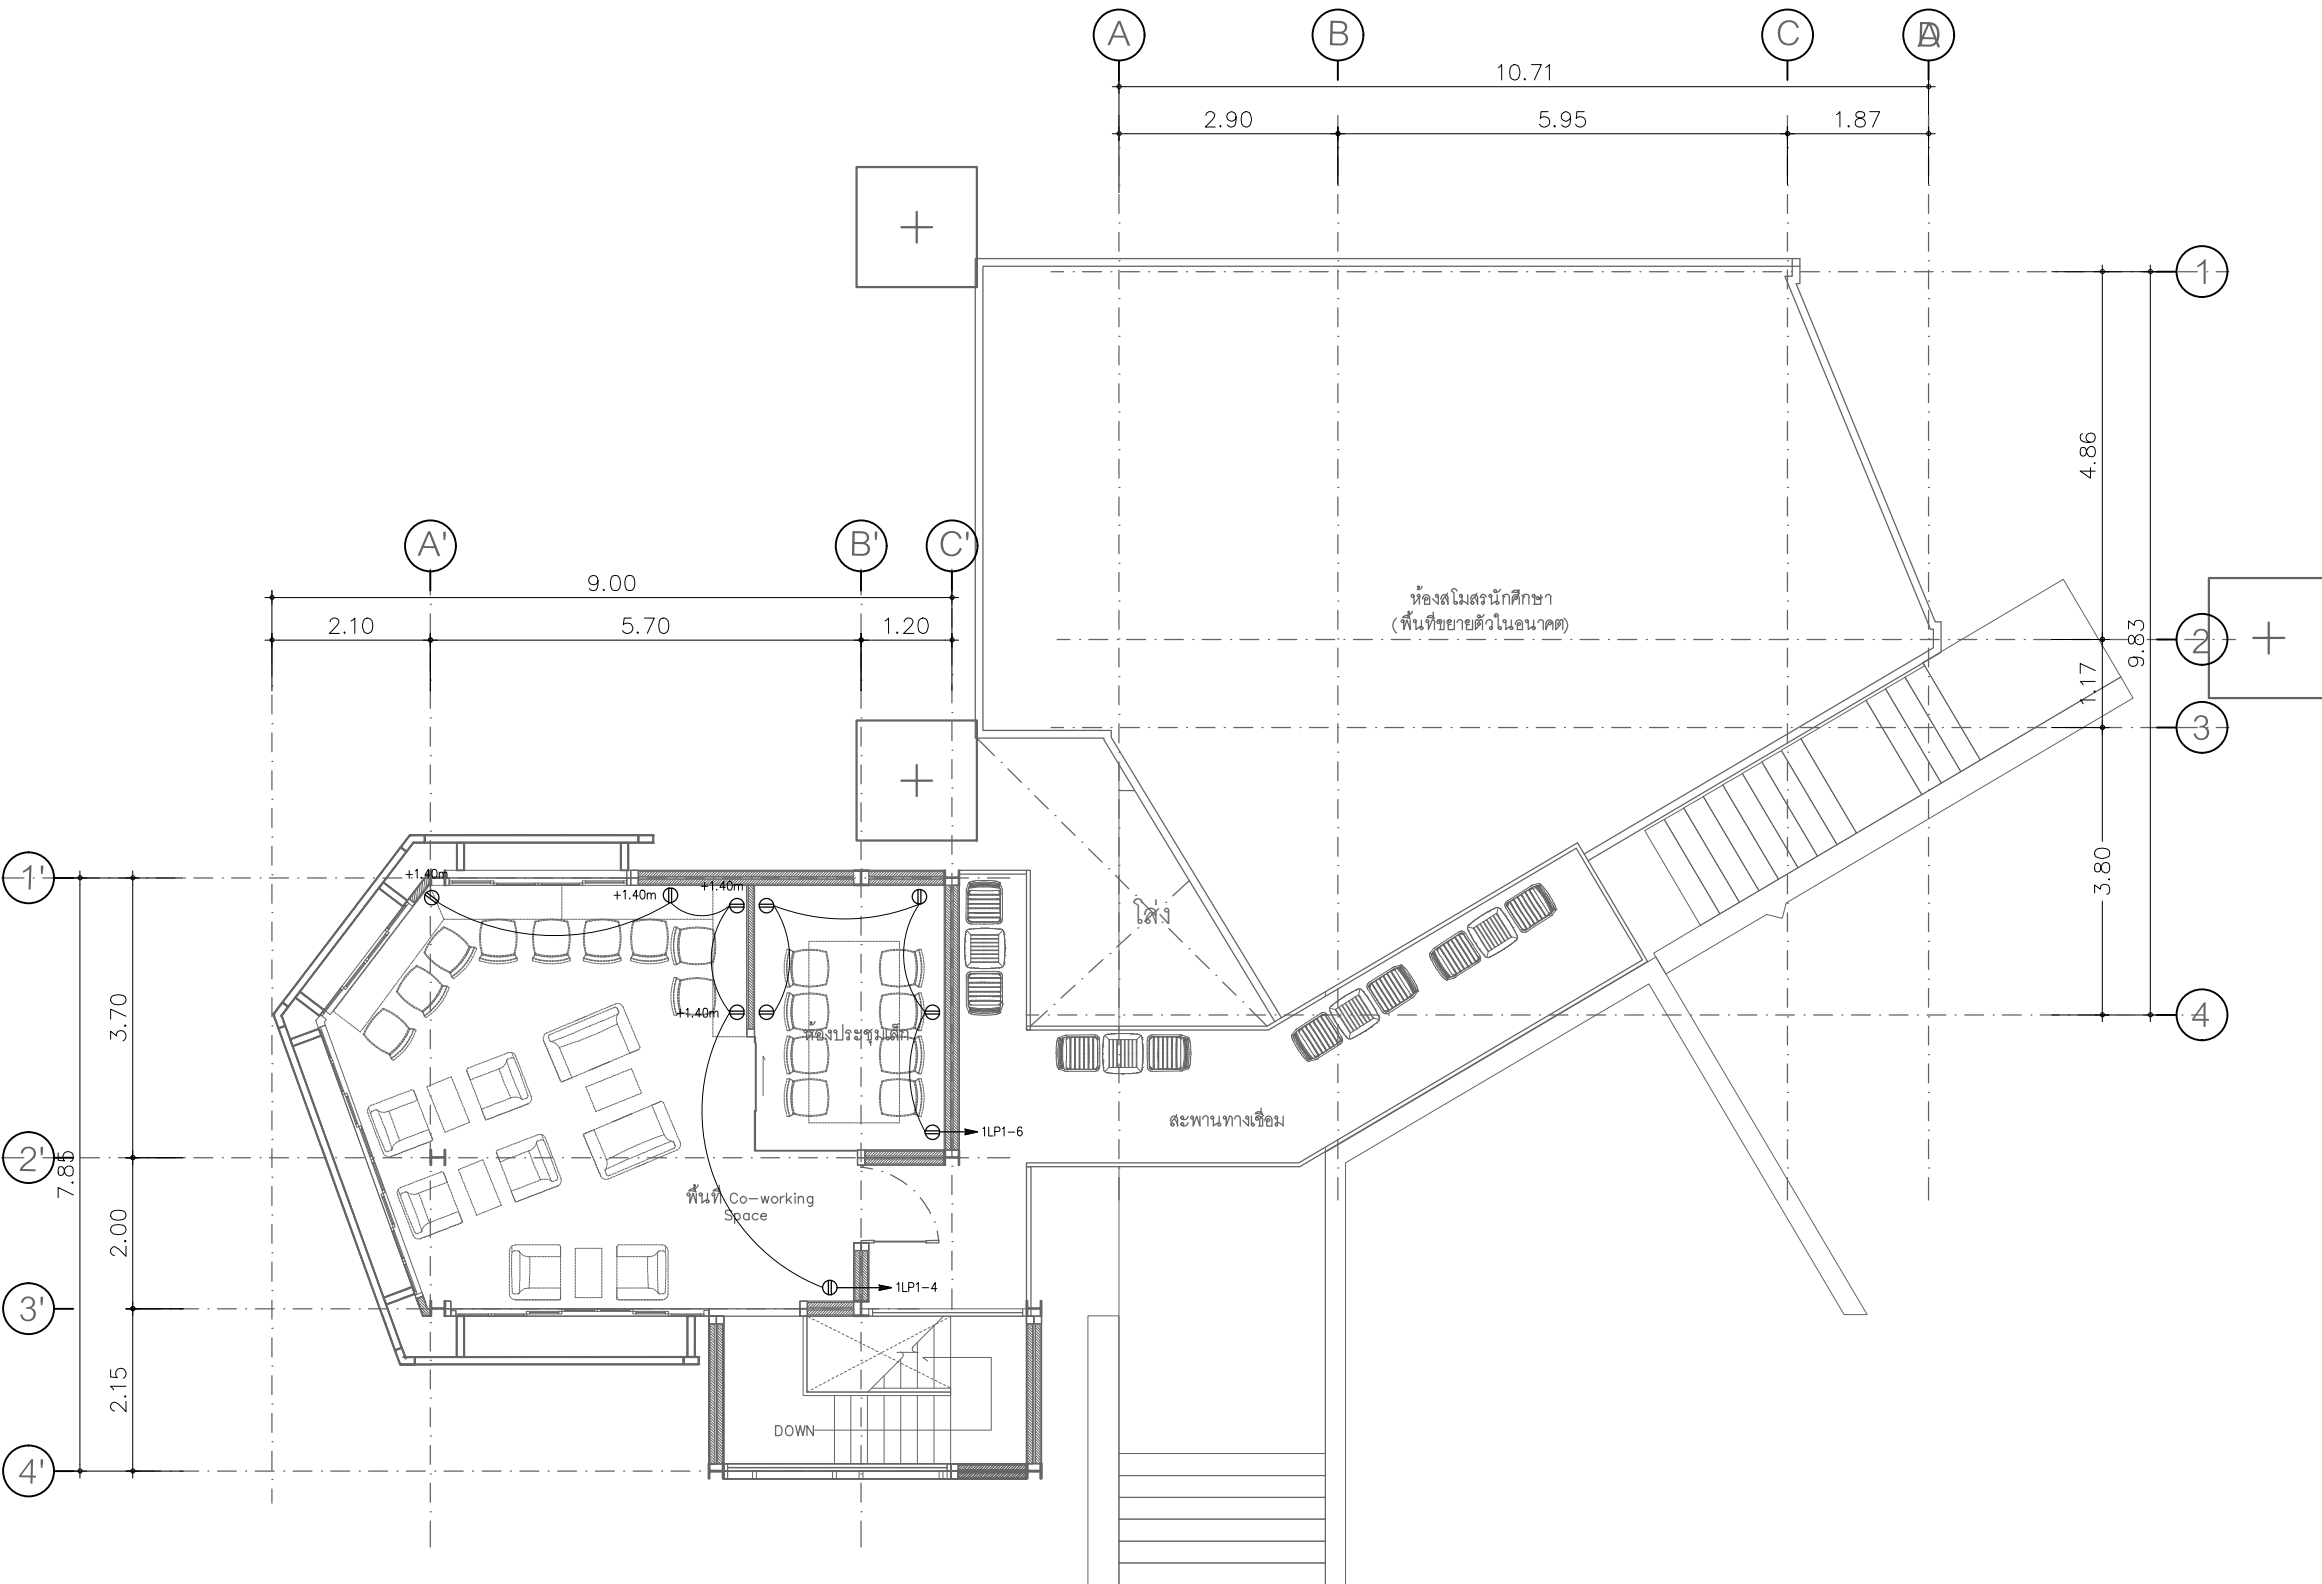 A
B
C
D
A
10.71
2.90
5.95
1.87
1
4.86
A'
B'
C'
9.00
2.10
5.70
1.20
ห้องสโมสรนักศึกษา
(พื้นที่ขยายตัวในอนาคต)
2
9.83
1.17
3
3.80
1'
+1.40m
+1.40m
+1.40m
โล่ง
3.70
+1.40m
4
ห้องประชุมเล็ก
สะพานทางเชื่อม
1LP1-6
2'
7.85
พื้นที่ Co-working
Space
2.00
1LP1-4
3'
2.15
DOWN
4'